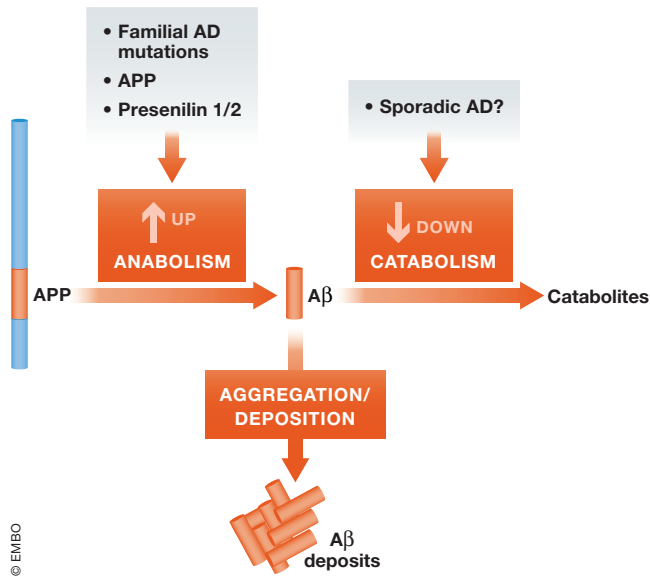 • Familial AD
mutations
• APP
• Presenilin 1/2
• Sporadic AD?
UP
ANABOLISM
DOWN
CATABOLISM
APP
Aβ
Catabolites
AGGREGATION/
DEPOSITION
Aβ
deposits
© EMBO